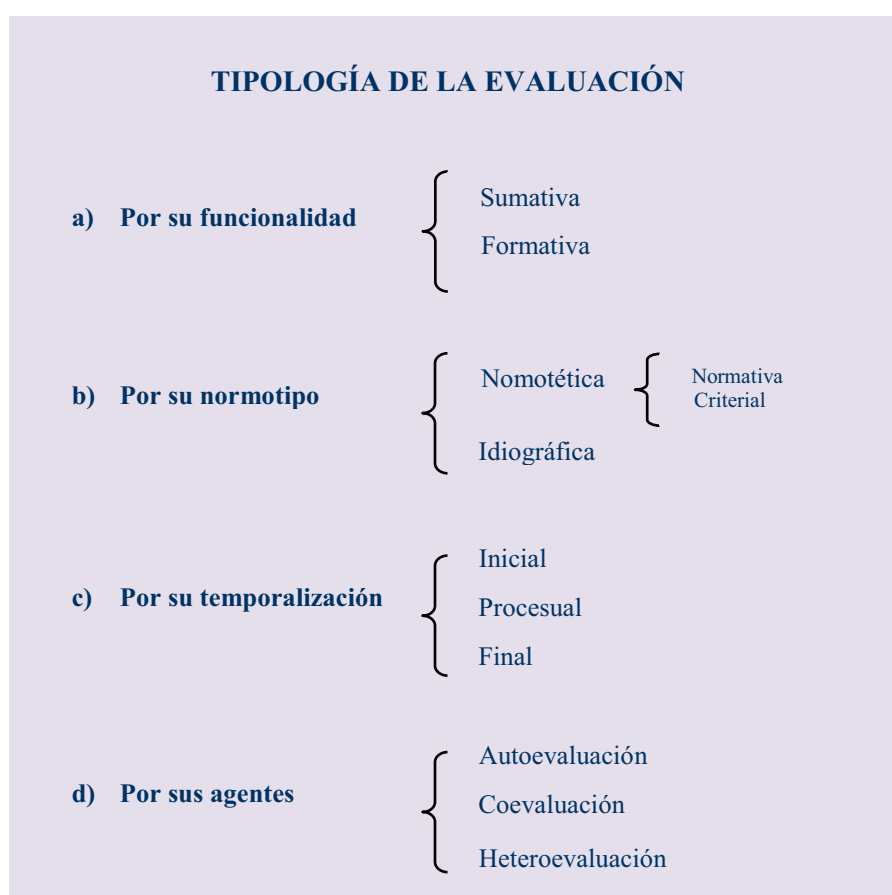 TIPOLOGÍA DE LA EVALUACIÓN
a) Por su funcionalidad
Sumativa
Formativa
b) Por su normotipo
Nomotética
Normativa
Criterial
Idiográfica
c) Por su temporalización
Inicial
Procesual
Final
d) Por sus agentes
Autoevaluación
Coevaluación
Heteroevaluación